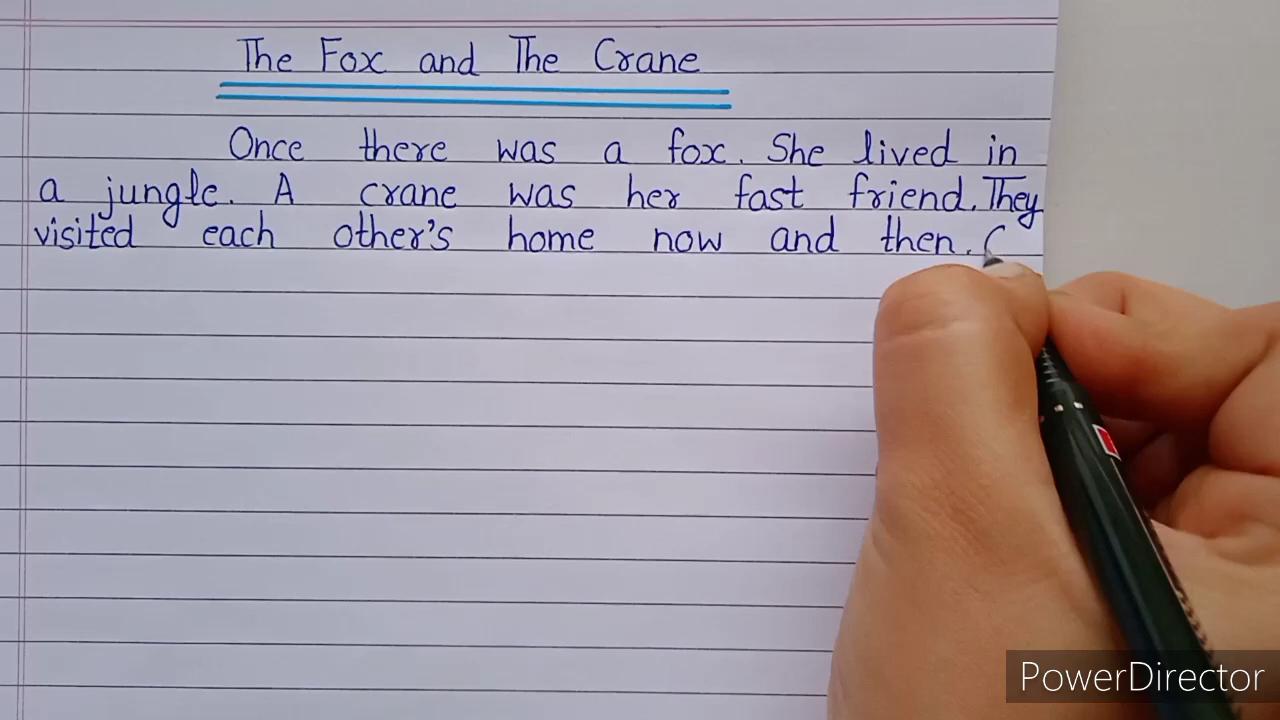 The Fox and The Crane
Once there was a fox. She lived in
a jungle. A crane was her fast friend. They
visited each other's home now and then.
PowerDirector